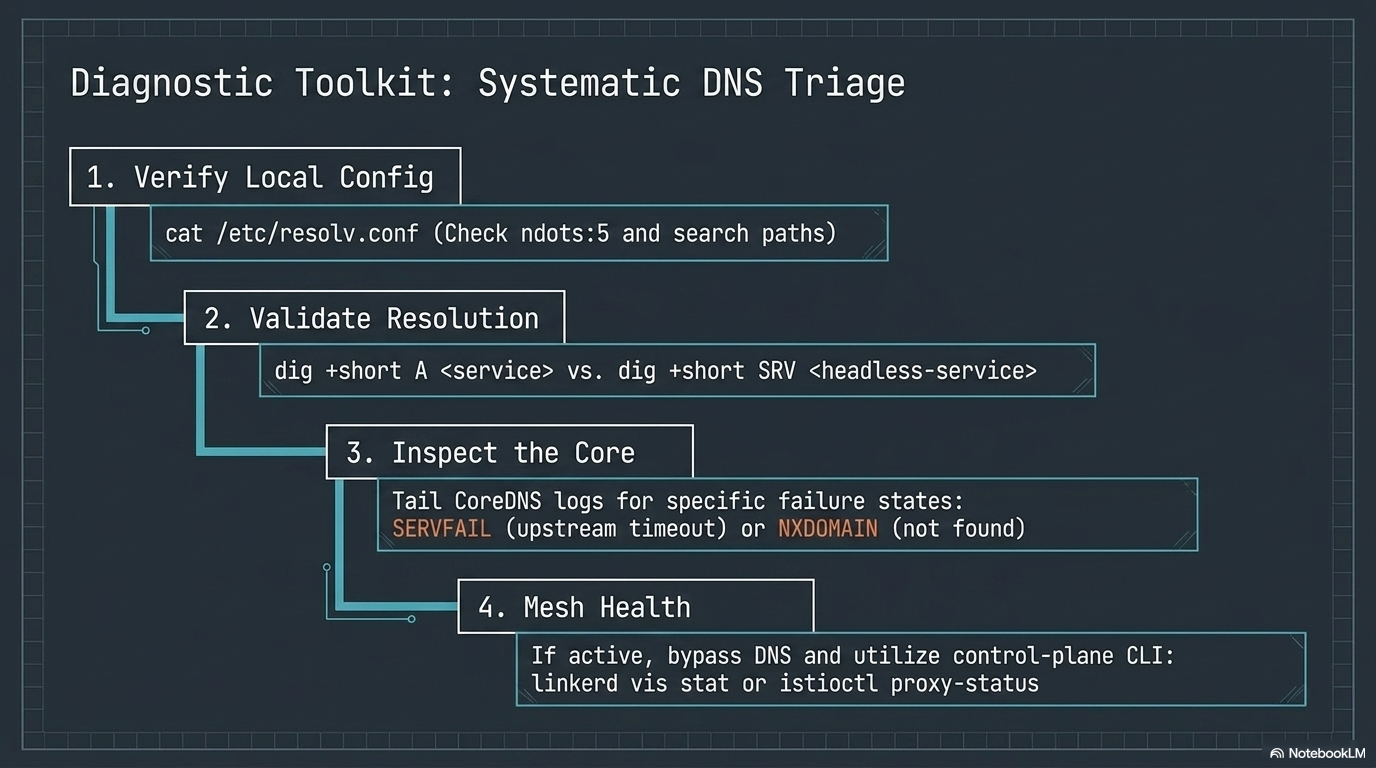 Diagnostic Toolkit: Systematic DNS Triage
1. Verify Local Config
cat /etc/resolv.conf (Check ndots:5 and search paths)
2. Validate Resolution
dig +short A <service> vs. dig +short SRV <headless-service>
3. Inspect the Core
Tail CoreDNS logs for specific failure states:
SERVFAIL (upstream timeout) or NXDOMAIN (not found)
4. Mesh Health
If active, bypass DNS and utilize control-plane CLI:
linkerd vis stat or istioctl proxy-status
NotebookLM